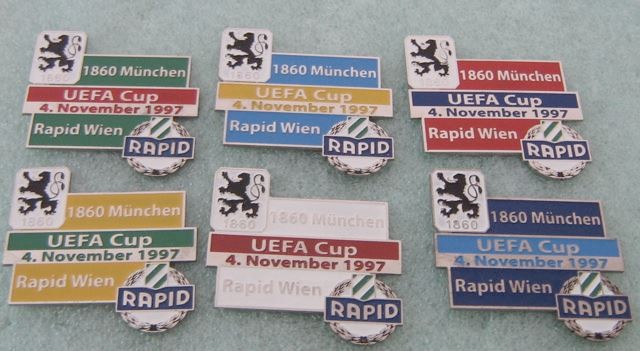 1860
1860 München
UEFA Cup
4. November 1997
Rapid Wien
RAPID
1860
1860 München
UEFA Cup
4. November 1997
Rapid Wien
RAPID
1860
1860 München
UEFA Cup
4. November 1997
Rapid Wien
RAPID
1860
1860 München
UEFA Cup
4. November 1997
Rapid Wien
RAPID
1860
1860 München
UEFA Cup
4. November 1997
Rapid Wien
RAPID
1860
1860 München
UEFA Cup
4. November 1997
Rapid Wien
RAPID